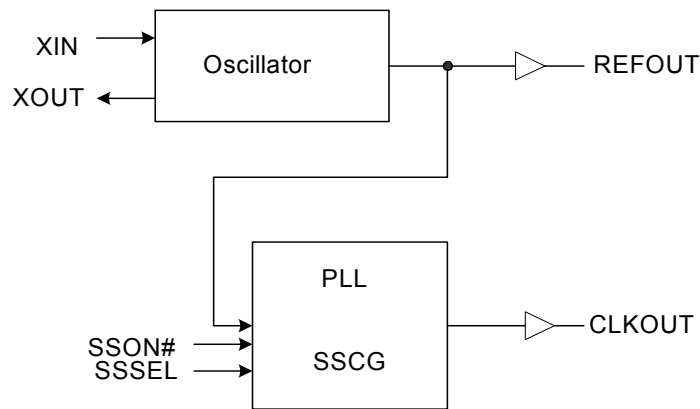 XIN
Oscillator
REFOUT
XOUT
PLL
CLKOUT
SSON#
SSSEL
SSCG